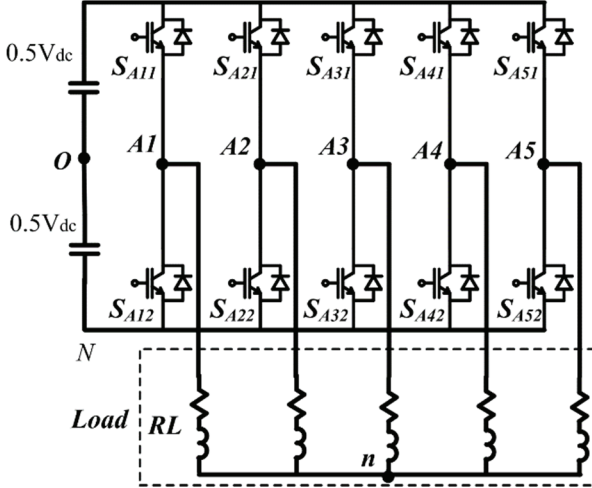 0.5Vdc
SA11
SA21
SA31
SA41
SA51
O
A1
A2
A3
A4
A5
0.5Vdc
SA12
SA22
SA32
SA42
SA52
N
Load
RL
n